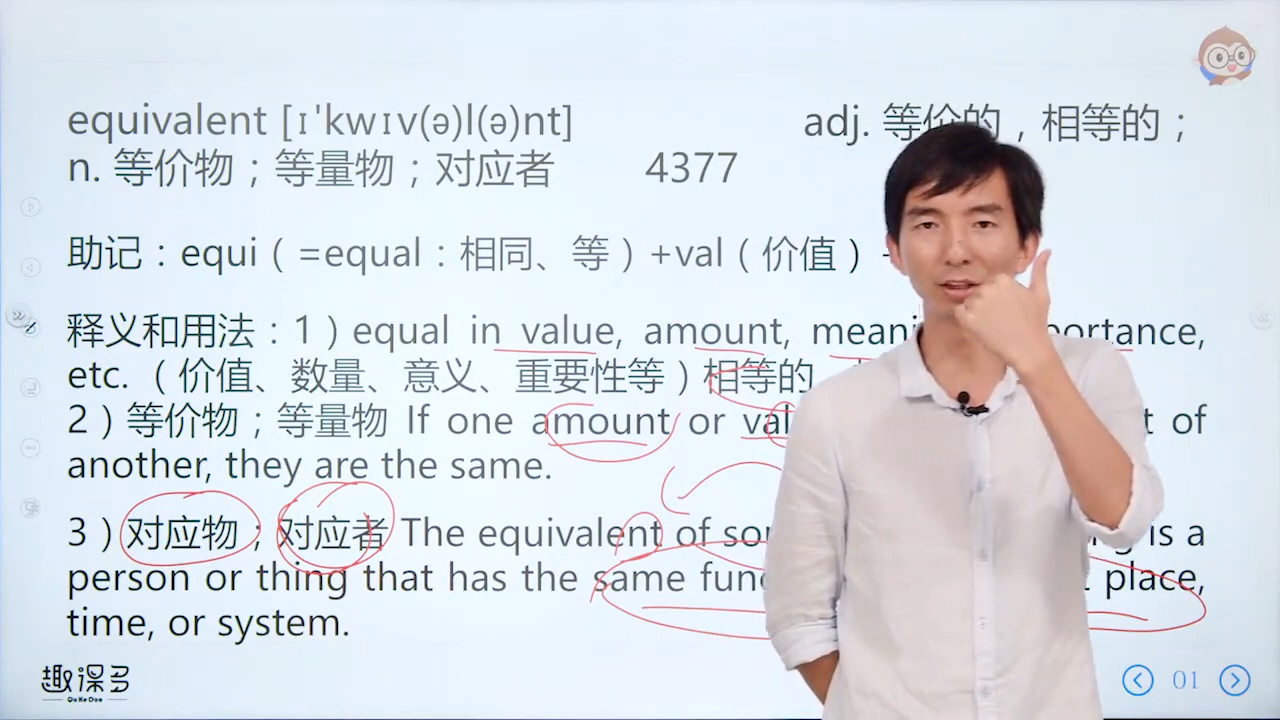 equivalent [ɪˈkwɪv(ə)l(ə)nt] adj. 等价的，相等的；
n. 等价物；等量物；对应者 4377
助记：equi（=equal：相同、等）+val（价值）
释义和用法：1）equal in value, amount,
etc.（价值、数量、意义、重要性等）相等的
2）等价物；等量物 If one amount or t of
another, they are the same.
3）对应物；对应者 The equivalent of is a
person or thing that has the same place,
time, or system.
趣课多
QuKeDuo
01